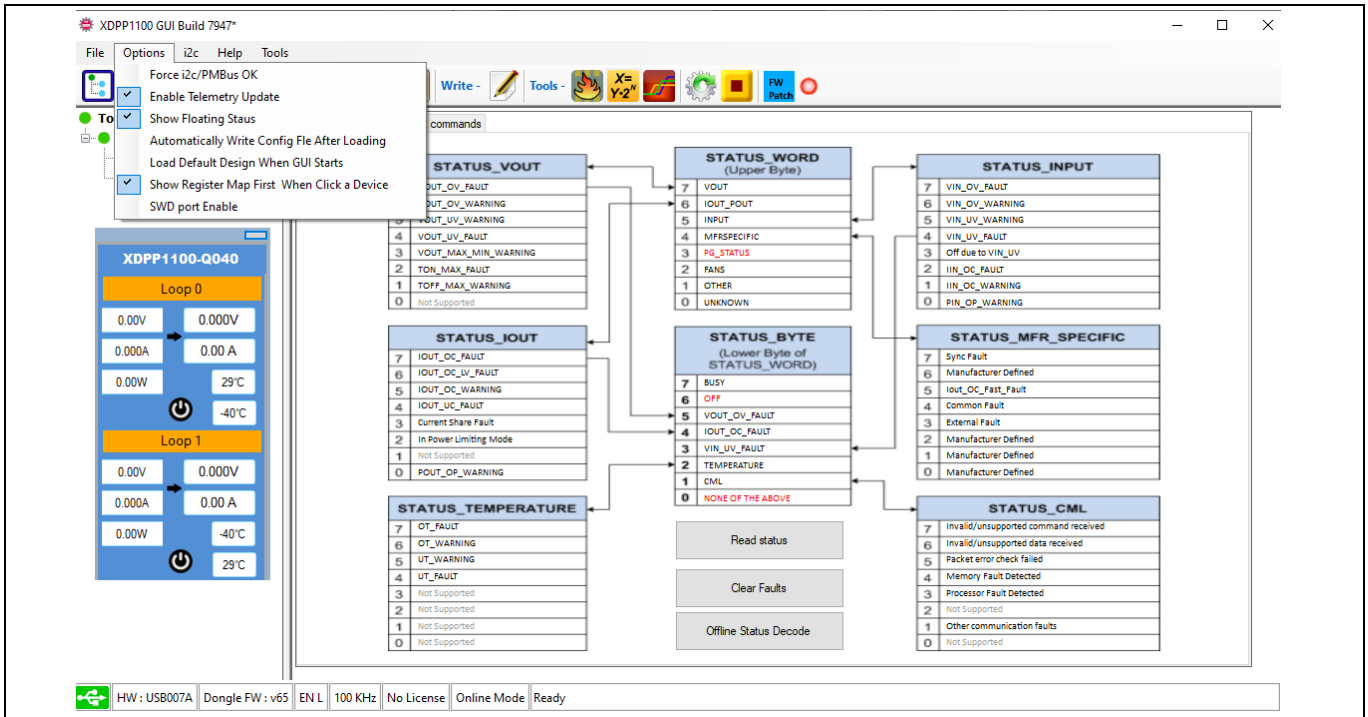 XDPP1100 GUI Build 7947*
File Options i2c Help Tools
Force i2c/PMBus OK
Enable Telemetry Update
Show Floating Staus
Automatically Write Config Fle After Loading
Load Default Design When GUI Starts
Show Register Map First When Click a Device
SWD port Enable
Write - Tools - X= Y·2ⁿ FW Patch
To
commands
XDPP1100-Q040
Loop 0
0.00V 0.000V
0.000A 0.00 A
0.00W 29°C
-40°C
Loop 1
0.00V 0.000V
0.000A 0.00 A
0.00W -40°C
29°C
STATUS_VOUT
OUT_OV_FAULT
OUT_OV_WARNING
5 VOUT_UV_WARNING
4 VOUT_UV_FAULT
3 VOUT_MAX_MIN_WARNING
2 TON_MAX_FAULT
1 TOFF_MAX_WARNING
0 Not Supported
STATUS_IOUT
7 IOUT_OC_FAULT
6 IOUT_OC_LV_FAULT
5 IOUT_OC_WARNING
4 IOUT_UC_FAULT
3 Current Share Fault
2 In Power Limiting Mode
1 Not Supported
0 POUT_OP_WARNING
STATUS_TEMPERATURE
7 OT_FAULT
6 OT_WARNING
5 UT_WARNING
4 UT_FAULT
3 Not Supported
2 Not Supported
1 Not Supported
0 Not Supported
STATUS_WORD
(Upper Byte)
7 VOUT
6 IOUT_POUT
5 INPUT
4 MFRSPECIFIC
3 PG_STATUS
2 FANS
1 OTHER
0 UNKNOWN
STATUS_BYTE
(Lower Byte of
STATUS_WORD)
7 BUSY
6 OFF
5 VOUT_OV_FAULT
4 IOUT_OC_FAULT
3 VIN_UV_FAULT
2 TEMPERATURE
1 CML
0 NONE OF THE ABOVE
Read status
Clear Faults
Offline Status Decode
STATUS_INPUT
7 VIN_OV_FAULT
6 VIN_OV_WARNING
5 VIN_UV_WARNING
4 VIN_UV_FAULT
3 Off due to VIN_UV
2 IIN_OC_FAULT
1 IIN_OC_WARNING
0 PIN_OP_WARNING
STATUS_MFR_SPECIFIC
7 Sync Fault
6 Manufacturer Defined
5 Iout_OC_Fast_Fault
4 Common Fault
3 External Fault
2 Manufacturer Defined
1 Manufacturer Defined
0 Manufacturer Defined
STATUS_CML
7 Invalid/unsupported command received
6 Invalid/unsupported data received
5 Packet error check failed
4 Memory Fault Detected
3 Processor Fault Detected
2 Not Supported
1 Other communication faults
0 Not Supported
HW : USB007A Dongle FW : v65 EN L 100 KHz No License Online Mode Ready